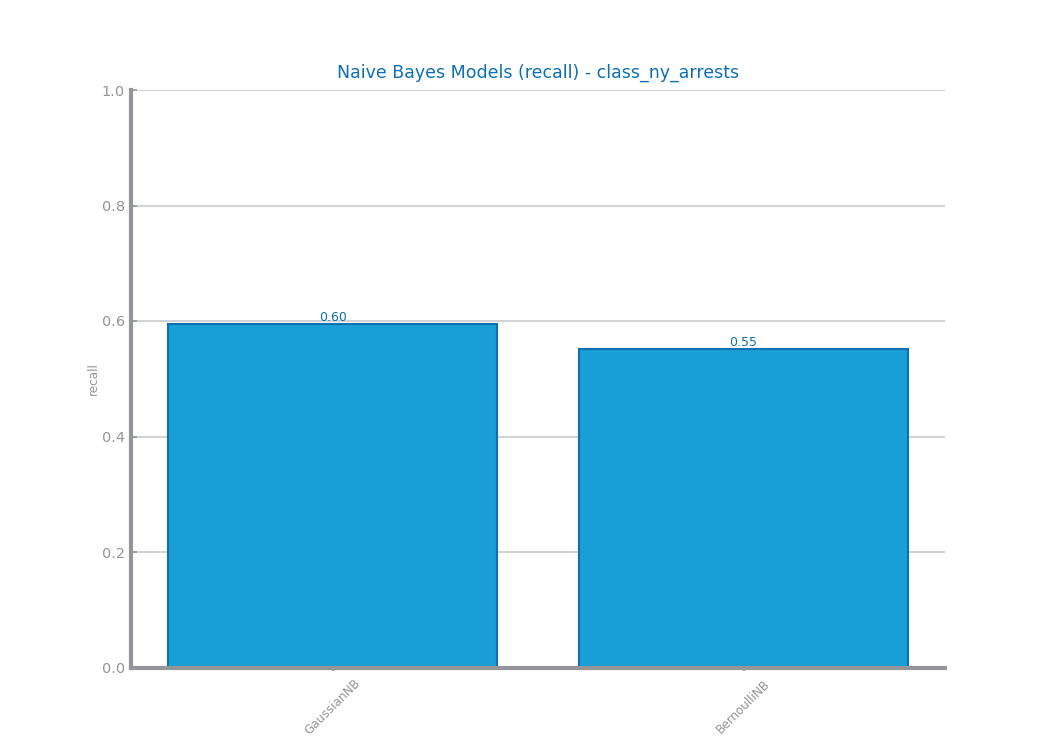 Naive Bayes Models (recall) - class_ny_arrests
1.0
0.8
0.6
0.4
0.2
0.0
recall
0.60
0.55
GaussianNB
BernoulliNB